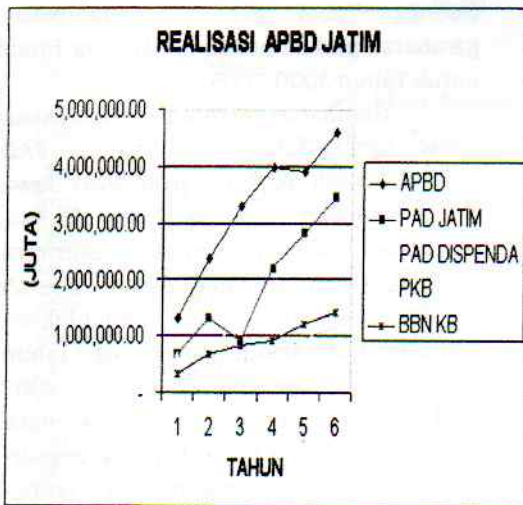 REALISASI APBD JATIM
5,000,000.00
4,000,000.00
3,000,000.00
2,000,000.00
1,000,000.00
-
(JUTA)
1 2 3 4 5 6
TAHUN
APBD
PAD JATIM
PAD DISPENDA
PKB
BBN KB